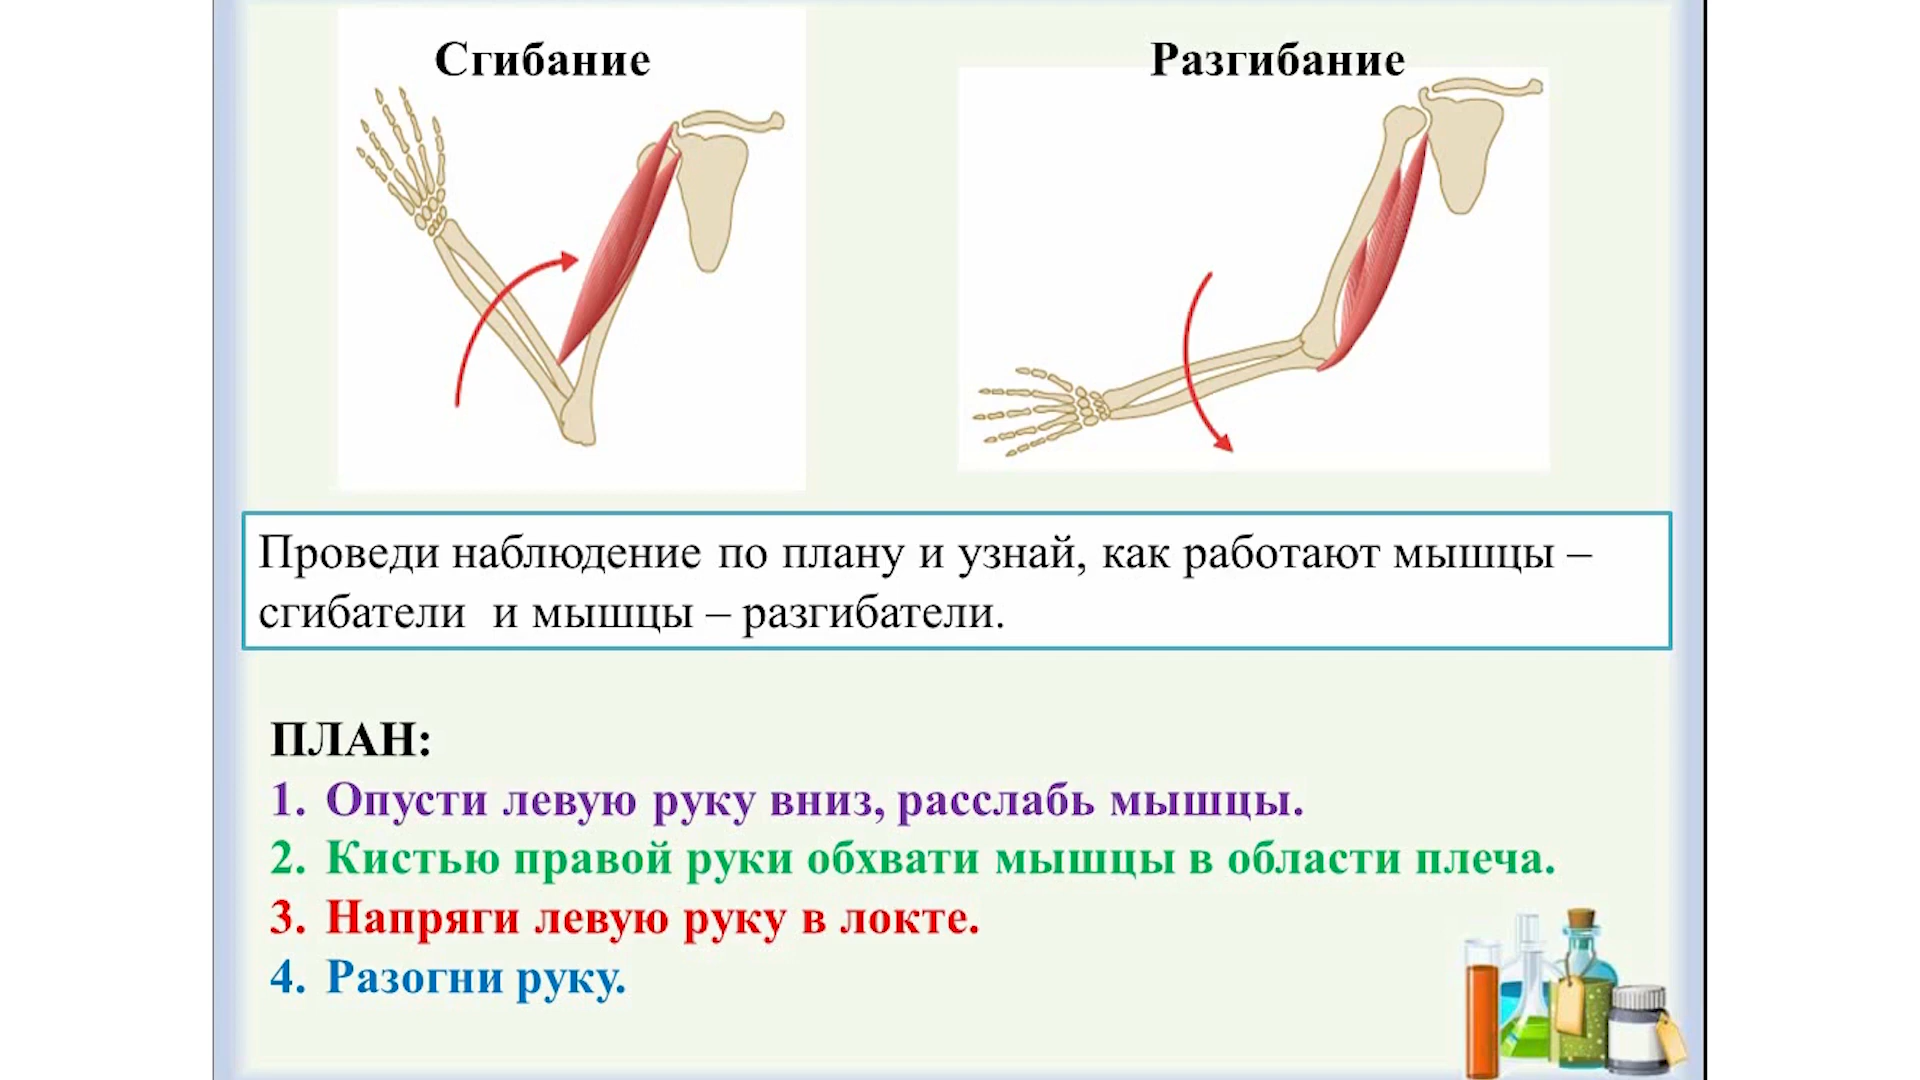 Сгибание
Разгибание
Проведи наблюдение по плану и узнай, как работают мышцы –
сгибатели и мышцы – разгибатели.
ПЛАН:
1. Опусти левую руку вниз, расслабь мышцы.
2. Кистью правой руки обхвати мышцы в области плеча.
3. Напряги левую руку в локте.
4. Разогни руку.